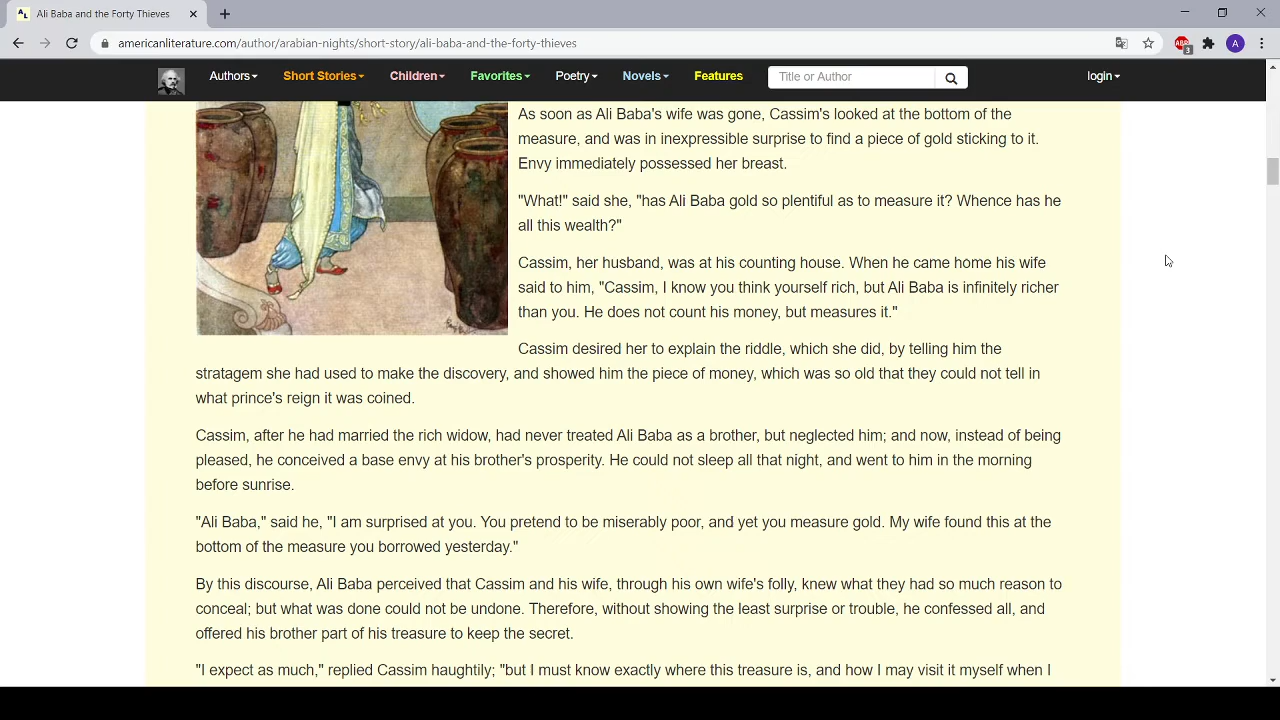 Ali Baba and the Forty Thieves
americanliterature.com/author/arabian-nights/short-story/ali-baba-and-the-forty-thieves
ABP
3
A
Authors Short Stories Children Favorites Poetry Novels Features Title or Author login
As soon as Ali Baba's wife was gone, Cassim's looked at the bottom of the
measure, and was in inexpressible surprise to find a piece of gold sticking to it.
Envy immediately possessed her breast.
"What!" said she, "has Ali Baba gold so plentiful as to measure it? Whence has he
all this wealth?"
Cassim, her husband, was at his counting house. When he came home his wife
said to him, "Cassim, I know you think yourself rich, but Ali Baba is infinitely richer
than you. He does not count his money, but measures it."
Cassim desired her to explain the riddle, which she did, by telling him the
stratagem she had used to make the discovery, and showed him the piece of money, which was so old that they could not tell in
what prince's reign it was coined.
Cassim, after he had married the rich widow, had never treated Ali Baba as a brother, but neglected him; and now, instead of being
pleased, he conceived a base envy at his brother's prosperity. He could not sleep all that night, and went to him in the morning
before sunrise.
"Ali Baba," said he, "I am surprised at you. You pretend to be miserably poor, and yet you measure gold. My wife found this at the
bottom of the measure you borrowed yesterday."
By this discourse, Ali Baba perceived that Cassim and his wife, through his own wife's folly, knew what they had so much reason to
conceal; but what was done could not be undone. Therefore, without showing the least surprise or trouble, he confessed all, and
offered his brother part of his treasure to keep the secret.
"I expect as much," replied Cassim haughtily; "but I must know exactly where this treasure is, and how I may visit it myself when I